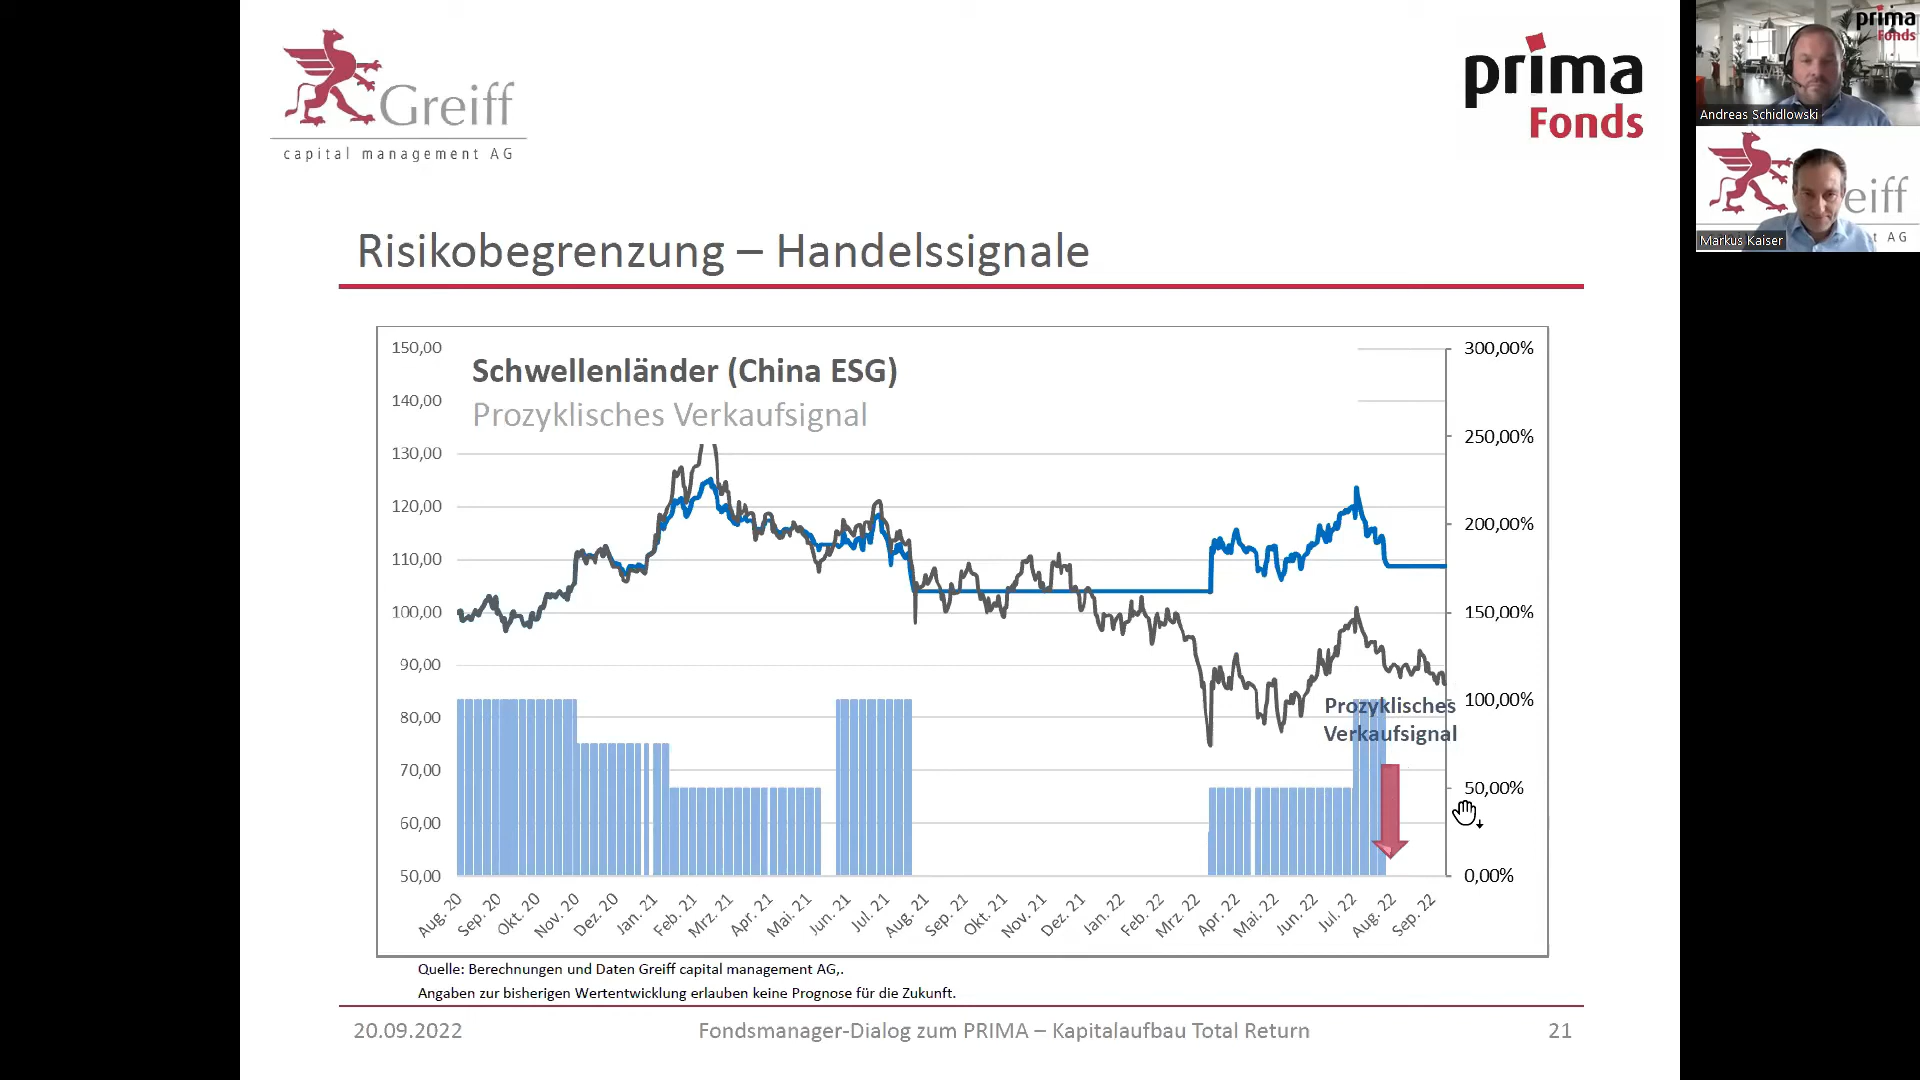 Greiff
capital management AG
prima
Fonds
prima
Fonds
Andreas Schidlowski
eiff
t AG
Markus Kaiser
Risikobegrenzung – Handelssignale
Schwellenländer (China ESG)
Prozyklisches Verkaufsignal
150,00
140,00
130,00
120,00
110,00
100,00
90,00
80,00
70,00
60,00
50,00
300,00%
250,00%
200,00%
150,00%
100,00%
50,00%
0,00%
Prozyklisches
Verkaufsignal
Aug. 20
Sep. 20
Okt. 20
Nov. 20
Dez. 20
Jan. 21
Feb. 21
Mrz. 21
Apr. 21
Mai. 21
Jun. 21
Jul. 21
Aug. 21
Sep. 21
Okt. 21
Nov. 21
Dez. 21
Jan. 22
Feb. 22
Mrz. 22
Apr. 22
Mai. 22
Jun. 22
Jul. 22
Aug. 22
Sep. 22
Quelle: Berechnungen und Daten Greiff capital management AG,.
Angaben zur bisherigen Wertentwicklung erlauben keine Prognose für die Zukunft.
20.09.2022
Fondsmanager-Dialog zum PRIMA – Kapitalaufbau Total Return
21